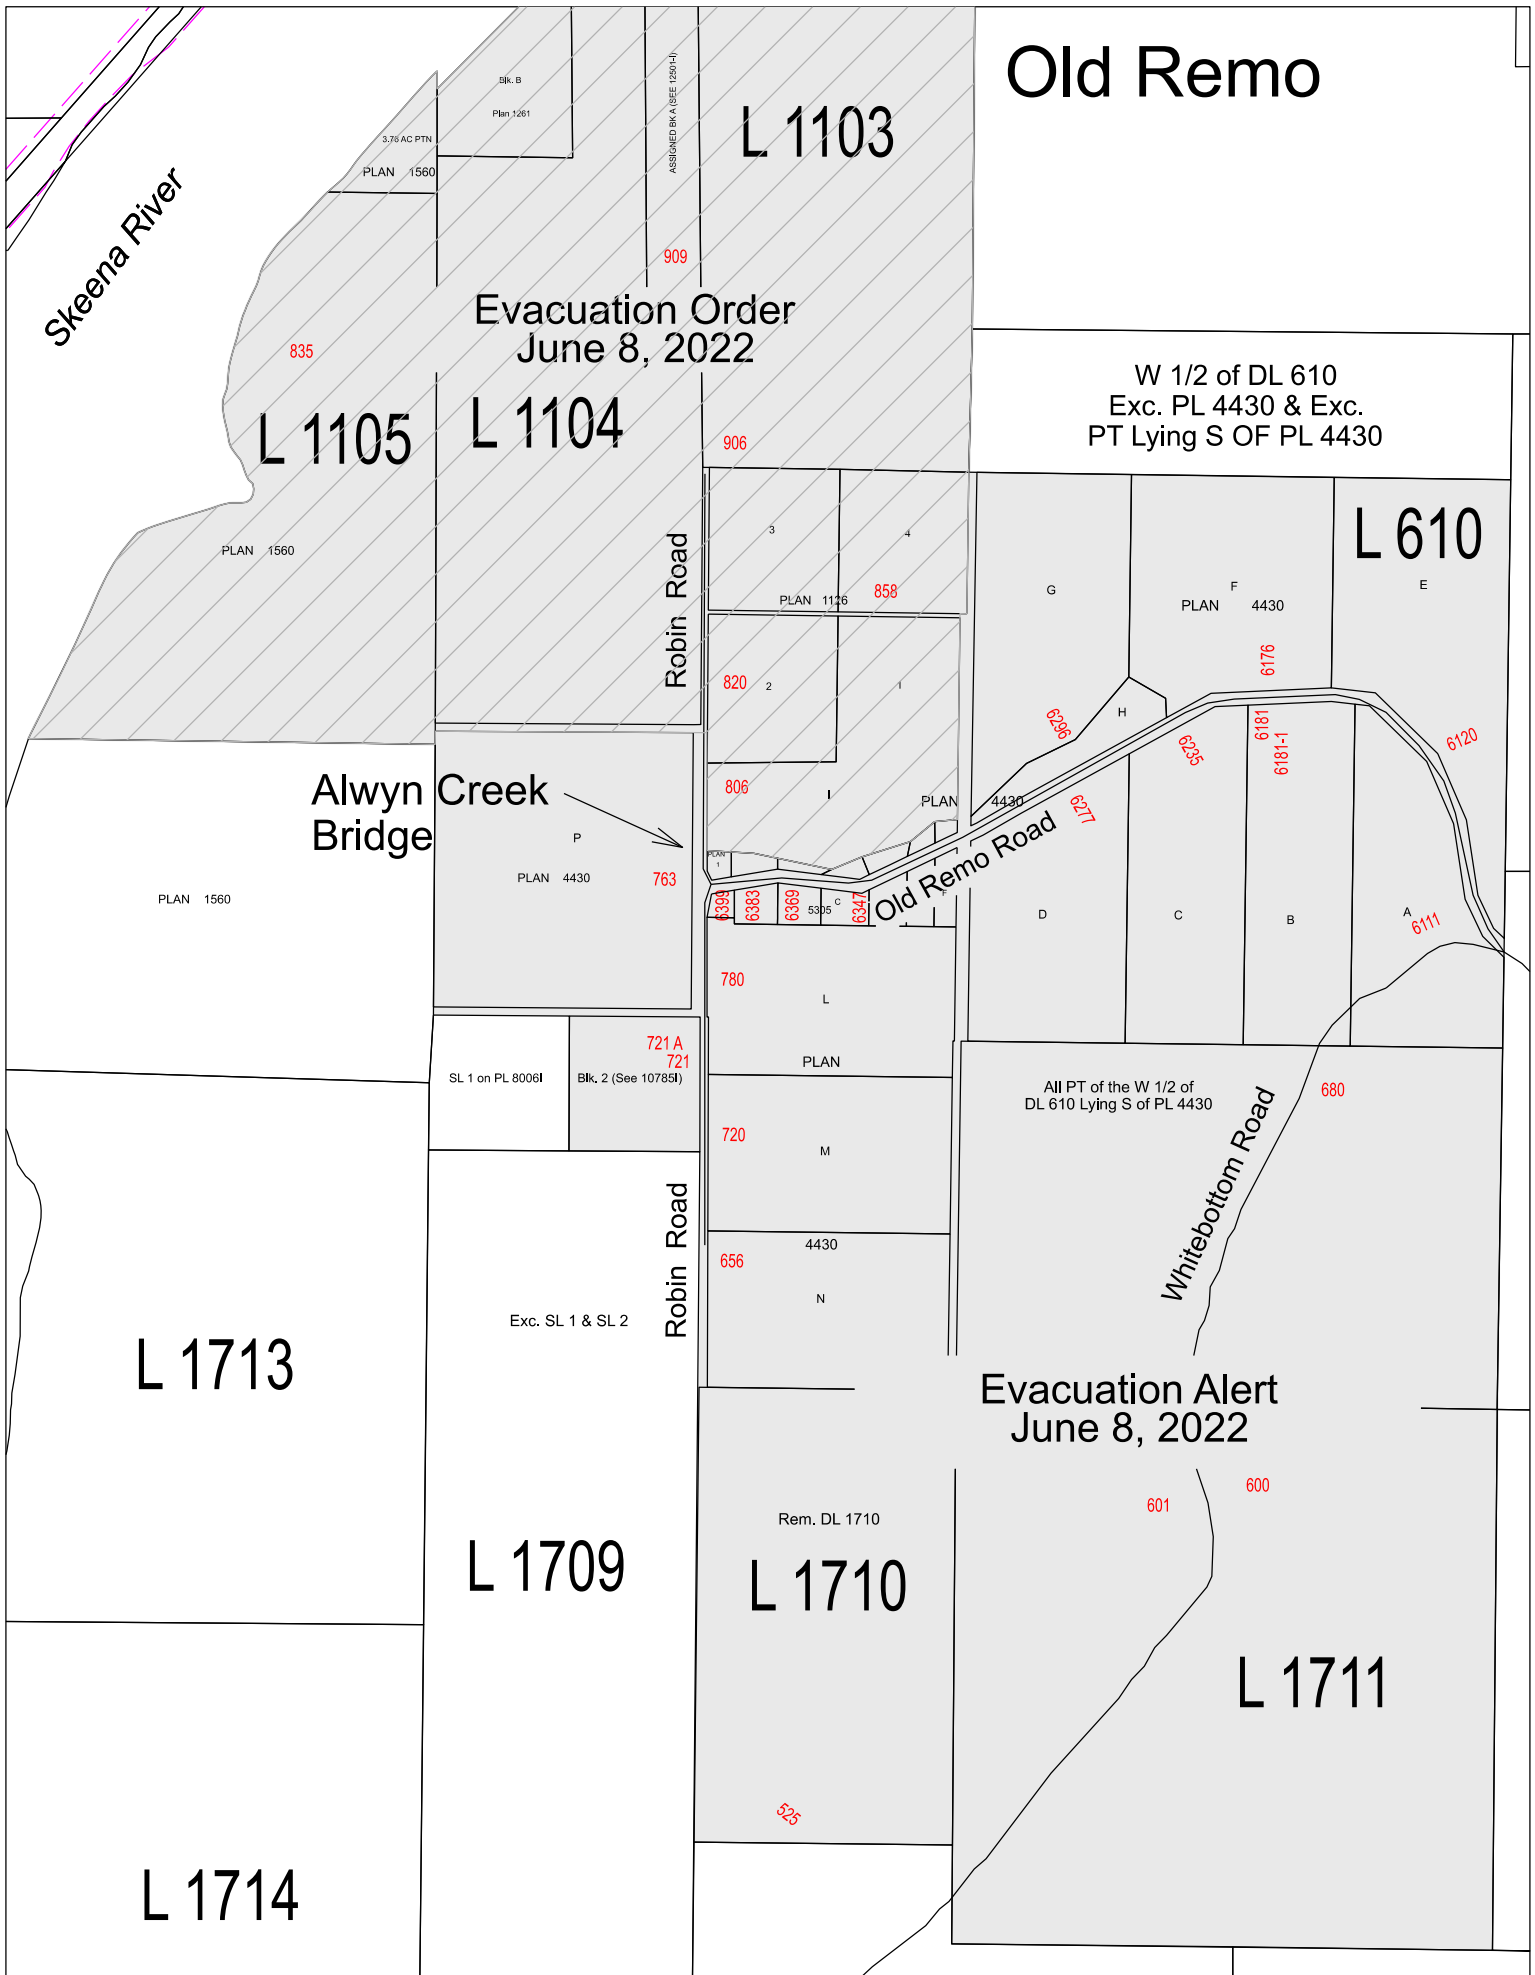 Old Remo
Blk. B
Plan 1261
ASSIGNED BK A (SEE 12501-I)
L 1103
3.76 AC PTN
PLAN 1560
Skeena River
909
Evacuation Order
June 8, 2022
835
W 1/2 of DL 610
Exc. PL 4430 & Exc.
PT Lying S OF PL 4430
L 1105
L 1104
906
PLAN 1560
Robin Road
3
4
PLAN 1126
858
L 610
G
F
PLAN 4430
E
6176
820
2
I
H
6296
6235
6181
6181-1
6120
Alwyn Creek
Bridge
806
I
PLAN 4430
6277
Old Remo Road
P
PLAN 4430
763
PLAN 1560
PLAN
1
6399
6383
6369
5305
C
6347
F
D
C
B
A
6111
780
L
PLAN
721 A
721
SL 1 on PL 8006I
Blk. 2 (See 10785I)
All PT of the W 1/2 of
DL 610 Lying S of PL 4430
680
720
M
Whitebottom Road
Robin Road
4430
656
N
Exc. SL 1 & SL 2
L 1713
Evacuation Alert
June 8, 2022
600
601
Rem. DL 1710
L 1709
L 1710
L 1711
525
L 1714